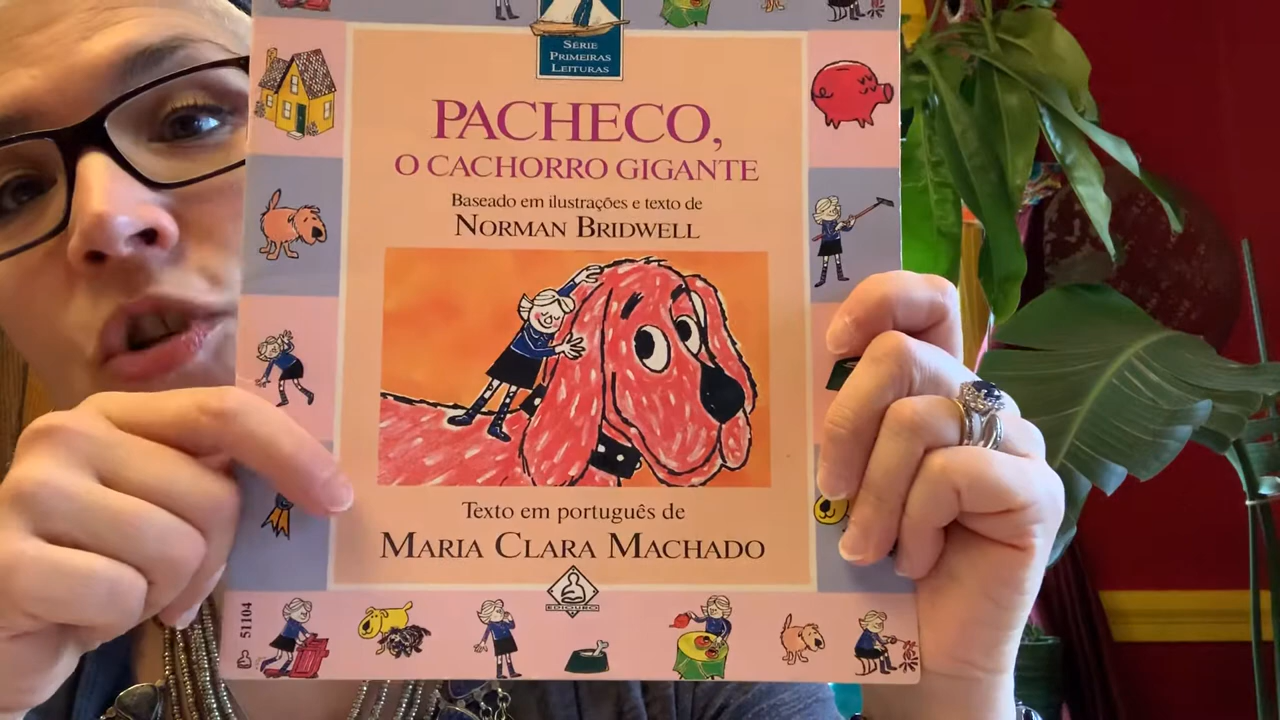 SÉRIE
PRIMEIRAS
LEITURAS
PACHECO,
O CACHORRO GIGANTE
Baseado em ilustrações e texto de
NORMAN BRIDWELL
Texto em português de
MARIA CLARA MACHADO
EDIOURO
51104